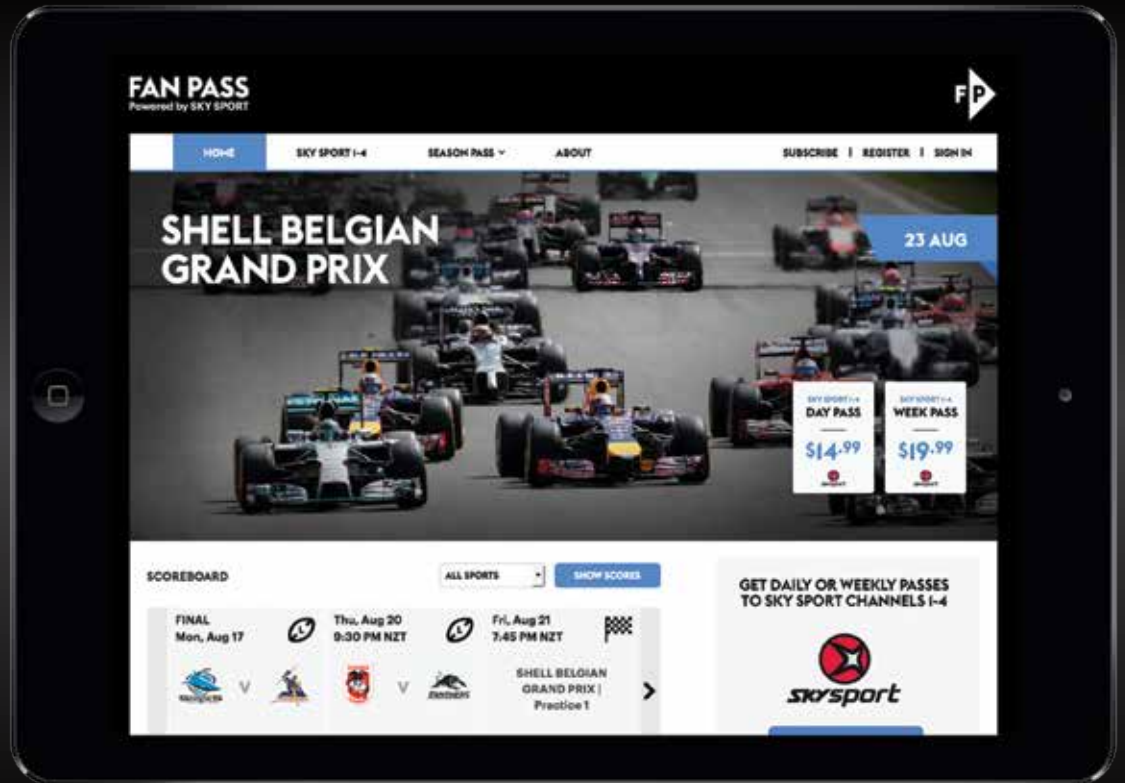 FAN PASS
Powered by SKY SPORT
FP
HOME SKY SPORT 1-4 SEASON PASS ABOUT SUBSCRIBE | REGISTER | SIGN IN
SHELL BELGIAN
GRAND PRIX
23 AUG
SKY SPORT 1-4
DAY PASS
$14.99
SKY SPORT 1-4
WEEK PASS
$19.99
SCOREBOARD
ALL SPORTS
SHOW SCORES
FINAL
Mon, Aug 17
Thu, Aug 20
9:30 PM NZT
Fri, Aug 21
7.45 PM NZT
V
V
PANTHERS
SHELL BELGIAN
GRAND PRIX |
Practice 1
GET DAILY OR WEEKLY PASSES
TO SKY SPORT CHANNELS 1-4
SKYsport